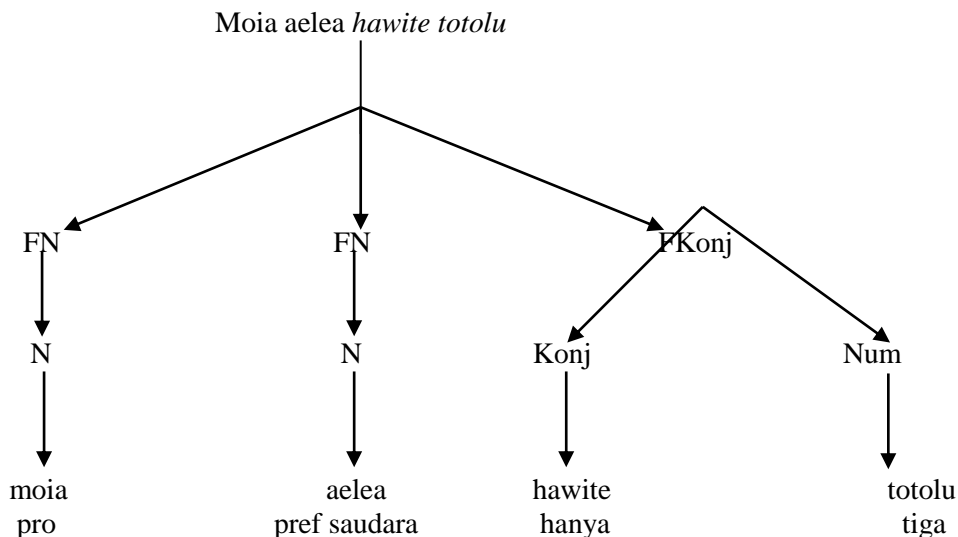 Moia aelea hawite totolu
FN FN FKonj
N N Konj Num
moia aelea hawite totolu
pro pref saudara hanya tiga